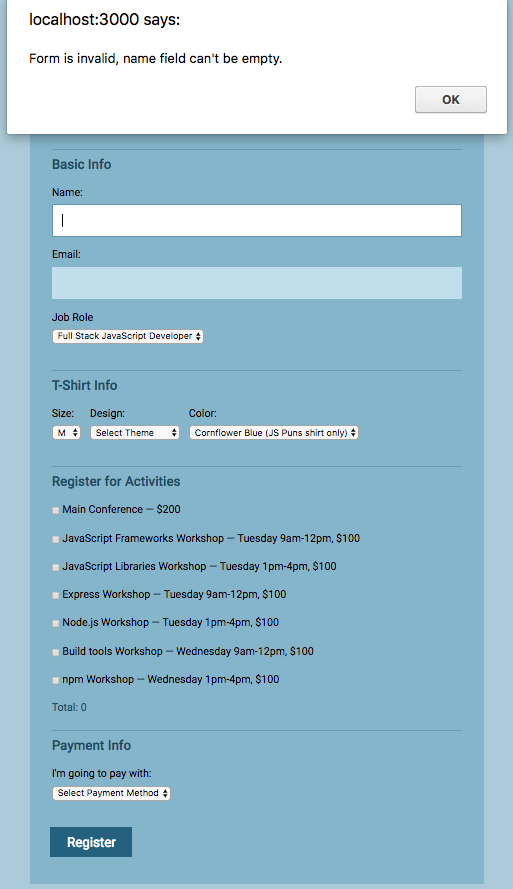 localhost:3000 says:
Form is invalid, name field can't be empty.
OK
Basic Info
Name:
Email:
Job Role
Full Stack JavaScript Developer
T-Shirt Info
Size: Design: Color:
M Select Theme Cornflower Blue (JS Puns shirt only)
Register for Activities
Main Conference — $200
JavaScript Frameworks Workshop — Tuesday 9am-12pm, $100
JavaScript Libraries Workshop — Tuesday 1pm-4pm, $100
Express Workshop — Tuesday 9am-12pm, $100
Node.js Workshop — Tuesday 1pm-4pm, $100
Build tools Workshop — Wednesday 9am-12pm, $100
npm Workshop — Wednesday 1pm-4pm, $100
Total: 0
Payment Info
I'm going to pay with:
Select Payment Method
Register